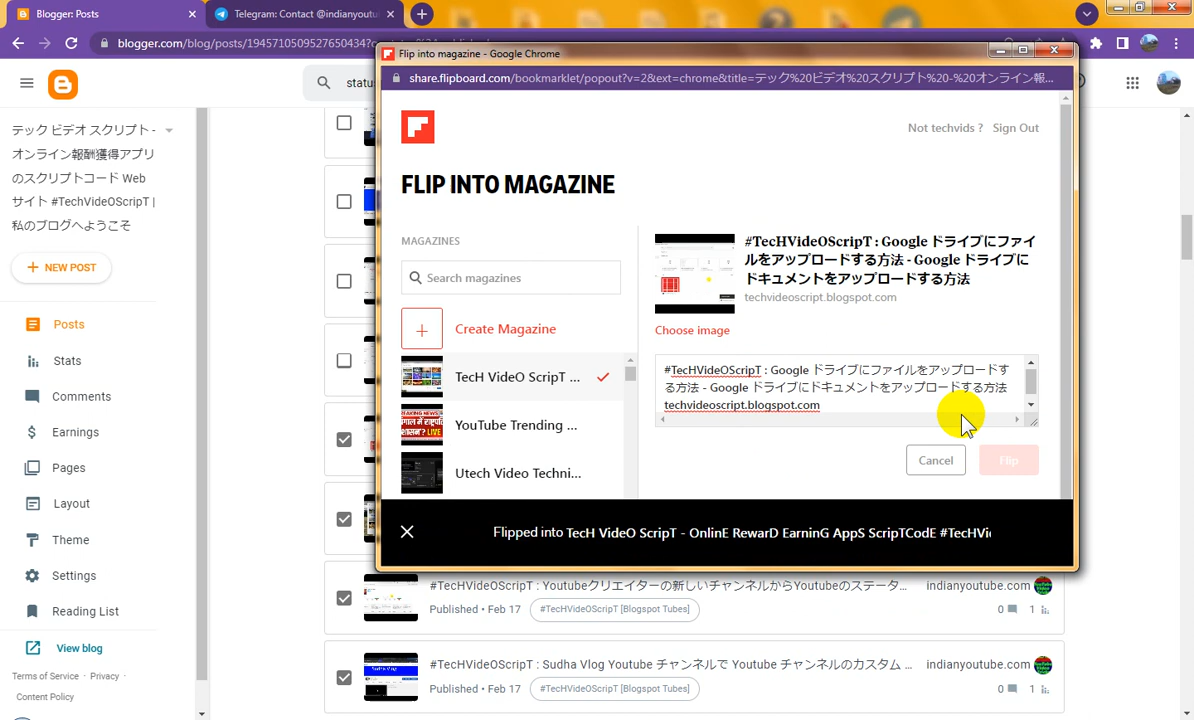 Blogger: Posts
Telegram: Contact @indianyoutu
blogger.com/blog/posts/1945710509527650434?
Flip into magazine - Google Chrome
share.flipboard.com/bookmarklet/popout?v=2&ext=chrome&title=テック%20ビデオ%20スクリプト%20-%20オンライン報...
statu
Not techvids ?
Sign Out
FLIP INTO MAGAZINE
MAGAZINES
Search magazines
Create Magazine
TecH VideO ScripT ...
YouTube Trending ...
Utech Video Techni...
#TecHVideOScripT : Google ドライブにファイ
ルをアップロードする方法 - Google ドライブに
ドキュメントをアップロードする方法
techvideoscript.blogspot.com
Choose image
#TecHVideOScripT : Google ドライブにファイルをアップロードす
る方法 - Google ドライブにドキュメントをアップロードする方法
techvideoscript.blogspot.com
Cancel
Flip
Flipped into TecH VideO ScripT - OnlinE RewarD EarninG AppS ScripTCodE #TecHVid
テック ビデオ スクリプト -
オンライン報酬獲得アプリ
のスクリプトコード Web
サイト #TechVideOScripT |
私のブログへようこそ
NEW POST
Posts
Stats
Comments
Earnings
Pages
Layout
Theme
Settings
Reading List
View blog
Terms of Service · Privacy ·
Content Policy
#TecHVideOScripT : Youtubeクリエイターの新しいチャンネルからYoutubeのステータ...
indianyoutube.com
Published • Feb 17
#TecHVideOScripT [Blogspot Tubes]
0
1
#TecHVideOScripT : Sudha Vlog Youtube チャンネルで Youtube チャンネルのカスタム ...
indianyoutube.com
Published • Feb 17
#TecHVideOScripT [Blogspot Tubes]
0
1